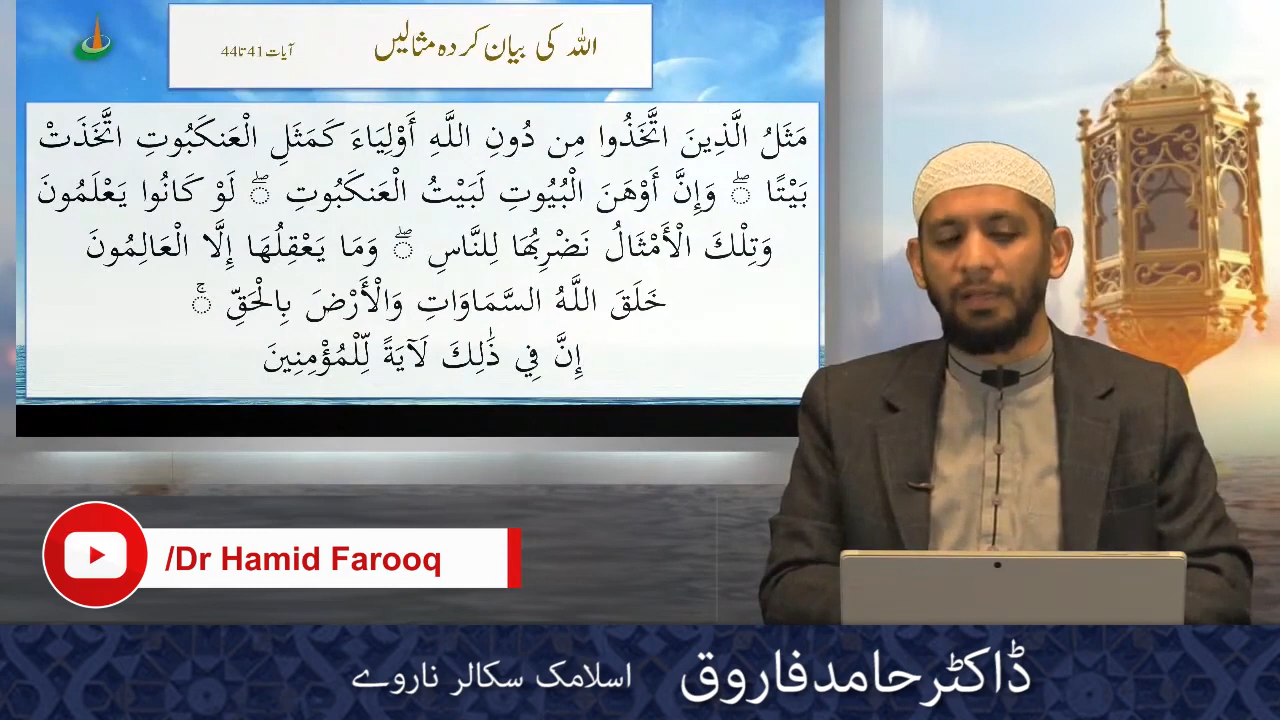 اللہ کی بیان کردہ مثالیں
آیات 41 تا 44
مَثَلُ الَّذِينَ اتَّخَذُوا مِن دُونِ اللَّهِ أَوْلِيَاءَ كَمَثَلِ الْعَنكَبُوتِ اتَّخَذَتْ
بَيْتًا ۖ وَإِنَّ أَوْهَنَ الْبُيُوتِ لَبَيْتُ الْعَنكَبُوتِ ۖ لَوْ كَانُوا يَعْلَمُونَ
وَتِلْكَ الْأَمْثَالُ نَضْرِبُهَا لِلنَّاسِ ۖ وَمَا يَعْقِلُهَا إِلَّا الْعَالِمُونَ
خَلَقَ اللَّهُ السَّمَاوَاتِ وَالْأَرْضَ بِالْحَقِّ ۚ
إِنَّ فِي ذَٰلِكَ لَآيَةً لِّلْمُؤْمِنِينَ
/Dr Hamid Farooq
ڈاکٹر حامد فاروق
اسلامک سکالر ناروے